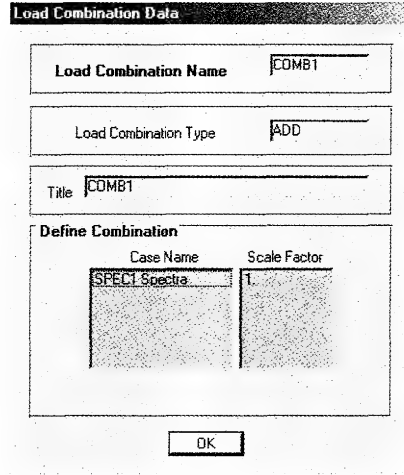 Load Combination Data
Load Combination Name COMB1
Load Combination Type ADD
Title COMB1
Define Combination
Case Name Scale Factor
SPEC1 Spectra 1.
OK